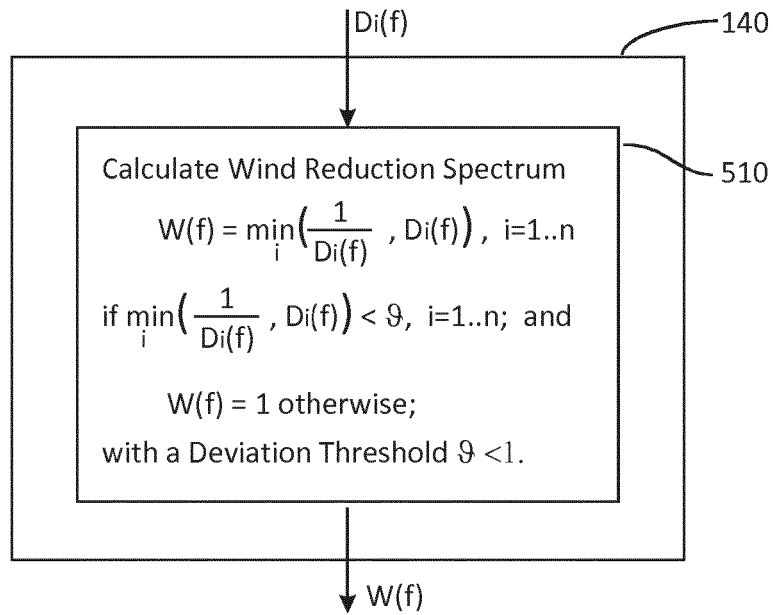 Di(f)
140
510
Calculate Wind Reduction Spectrum
W(f) = min i ( 1 / Di(f) , Di(f) ) , i=1..n
if min i ( 1 / Di(f) , Di(f) ) < ϑ, i=1..n; and
W(f) = 1 otherwise;
with a Deviation Threshold ϑ <1.
W(f)